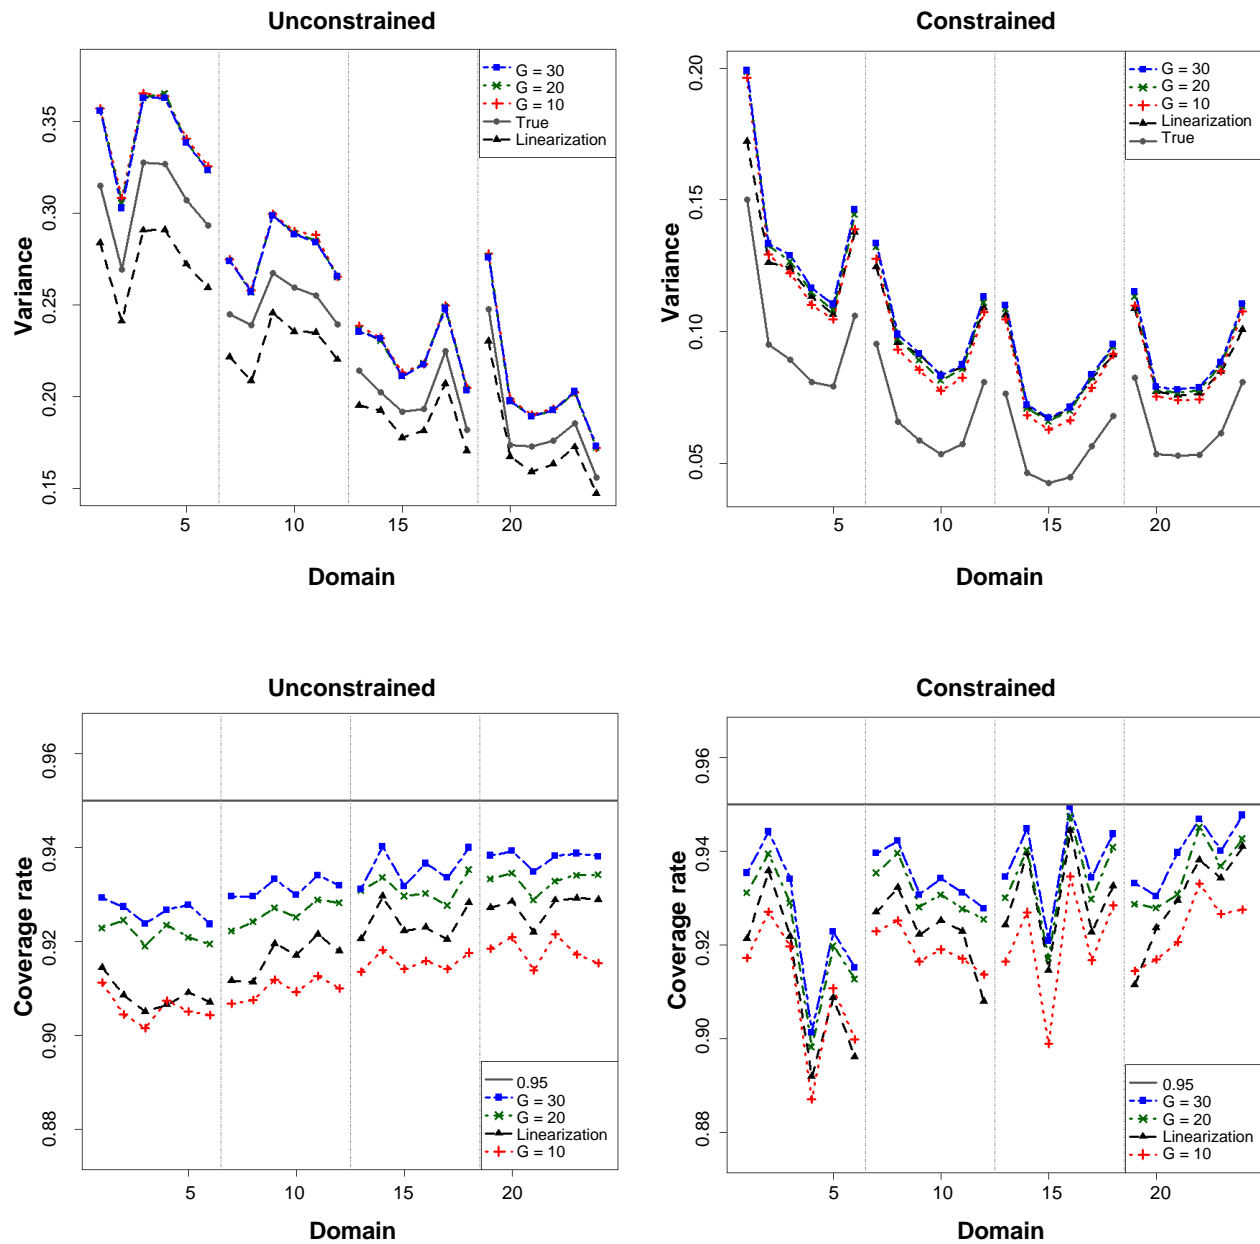 Unconstrained
G = 30
G = 20
G = 10
True
Linearization
Variance
0.15 0.20 0.25 0.30 0.35
5 10 15 20
Domain
Constrained
G = 30
G = 20
G = 10
Linearization
True
Variance
0.05 0.10 0.15 0.20
5 10 15 20
Domain
Unconstrained
Coverage rate
0.88 0.90 0.92 0.94 0.96
0.95
G = 30
G = 20
Linearization
G = 10
5 10 15 20
Domain
Constrained
Coverage rate
0.88 0.90 0.92 0.94 0.96
0.95
G = 30
G = 20
Linearization
G = 10
5 10 15 20
Domain